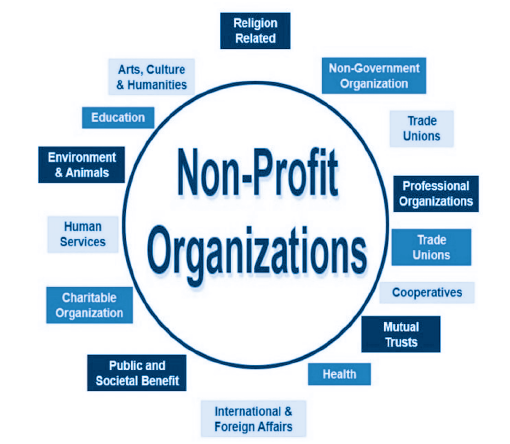 Religion
Related
Arts, Culture
& Humanities
Non-Government
Organization
Education
Trade
Unions
Environment
& Animals
Non-Profit
Organizations
Professional
Organizations
Human
Services
Trade
Unions
Cooperatives
Charitable
Organization
Mutual
Trusts
Public and
Societal Benefit
Health
International &
Foreign Affairs